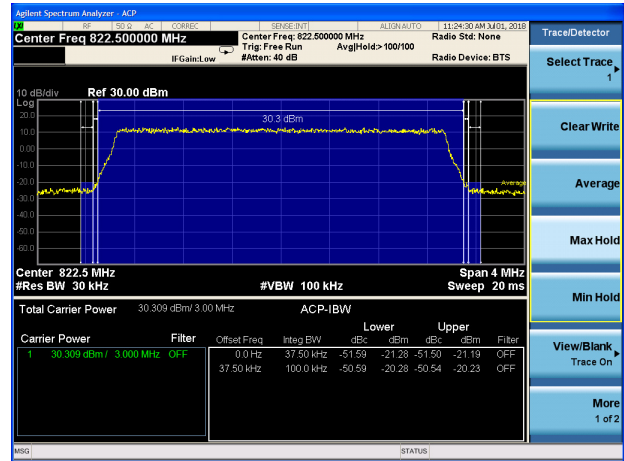 Agilent Spectrum Analyzer - ACP
LXI RF 50 Ω AC CORREC SENSE:INT ALIGN AUTO 11:24:30 AM Jul 01, 2018
Center Freq 822.500000 MHz
Center Freq: 822.500000 MHz Radio Std: None
Trig: Free Run Avg|Hold:>100/100
IFGain:Low #Atten: 40 dB Radio Device: BTS
10 dB/div Ref 30.00 dBm
Log
30.3 dBm
20.0
10.0
0.00
-10.0
-20.0
-30.0
-40.0
-50.0
-60.0
Average
Center 822.5 MHz Span 4 MHz
#Res BW 30 kHz #VBW 100 kHz Sweep 20 ms
Total Carrier Power 30.309 dBm/ 3.00 MHz ACP-IBW
Lower Upper
Carrier Power Filter Offset Freq Integ BW dBc dBm dBc dBm Filter
1 30.309 dBm / 3.000 MHz OFF 0.0 Hz 37.50 kHz -51.59 -21.28 -51.50 -21.19 OFF
37.50 kHz 100.0 kHz -50.59 -20.28 -50.54 -20.23 OFF
MSG STATUS
Trace/Detector
Select Trace
1
Clear Write
Average
Max Hold
Min Hold
View/Blank
Trace On
More
1 of 2